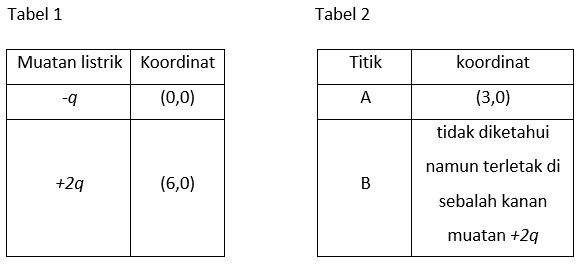 Tabel 1
Muatan listrik Koordinat
-q (0,0)
+2q (6,0)
Tabel 2
Titik koordinat
A (3,0)
B tidak diketahui
namun terletak di
sebalah kanan
muatan +2q